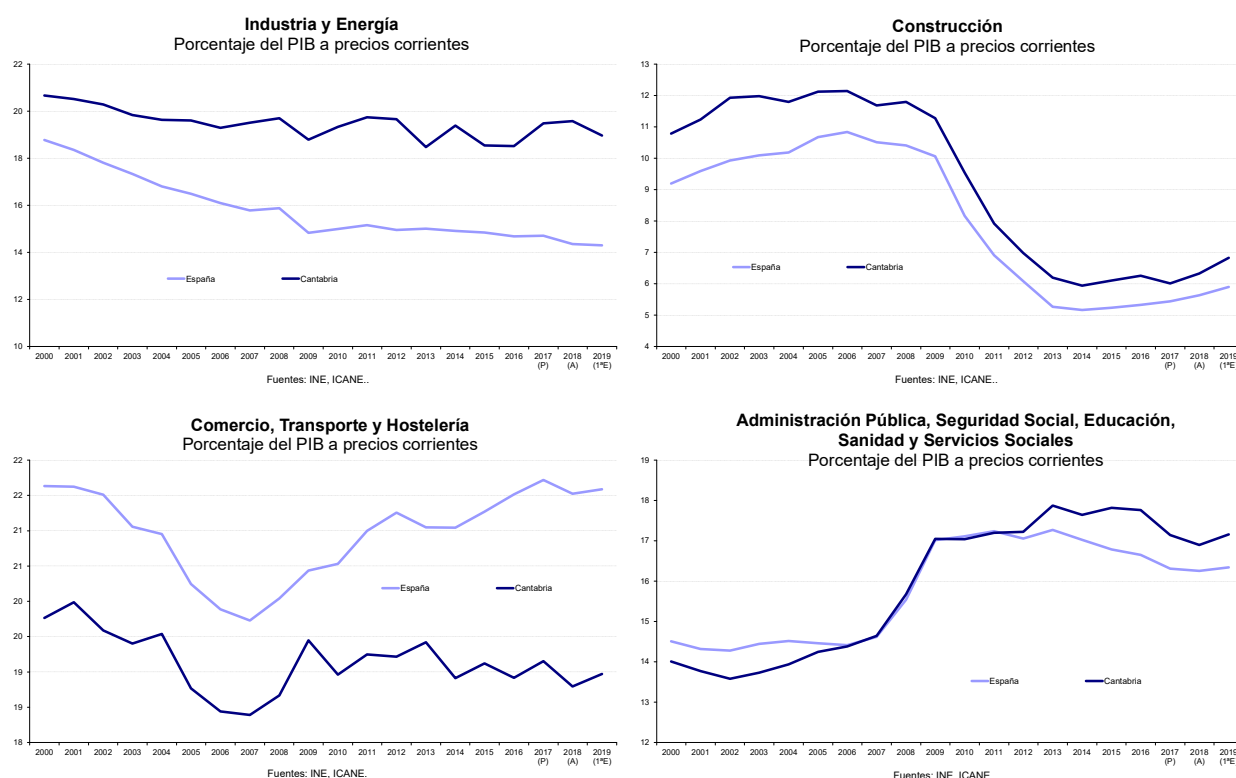 Industria y Energía
Porcentaje del PIB a precios corrientes
22
20
18
16
14
12
10
España
Cantabria
2000 2001 2002 2003 2004 2005 2006 2007 2008 2009 2010 2011 2012 2013 2014 2015 2016 2017 2018 2019
(P) (A) (1ªE)
Fuentes: INE, ICANE..
Construcción
Porcentaje del PIB a precios corrientes
13
12
11
10
9
8
7
6
5
4
España
Cantabria
2000 2001 2002 2003 2004 2005 2006 2007 2008 2009 2010 2011 2012 2013 2014 2015 2016 2017 2018 2019
(P) (A) (1ªE)
Fuentes: INE, ICANE..
Comercio, Transporte y Hostelería
Porcentaje del PIB a precios corrientes
22
22
21
21
20
20
19
19
18
España
Cantabria
2000 2001 2002 2003 2004 2005 2006 2007 2008 2009 2010 2011 2012 2013 2014 2015 2016 2017 2018 2019
(P) (A) (1ªE)
Fuentes: INE, ICANE.
Administración Pública, Seguridad Social, Educación,
Sanidad y Servicios Sociales
Porcentaje del PIB a precios corrientes
19
18
17
16
15
14
13
12
España
Cantabria
2000 2001 2002 2003 2004 2005 2006 2007 2008 2009 2010 2011 2012 2013 2014 2015 2016 2017 2018 2019
(P) (A) (1ªE)
Fuentes: INE, ICANE